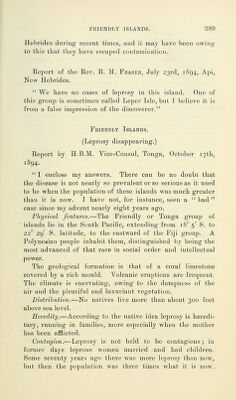 FRIENDLY ISLANDS. 389
Hebrides during recent times, and it may have been owing
to this that they have escaped contamination.
Report of the Rev. R. M. FRASER, July 23rd, 1894, Api,
New Hebrides.
" We have no cases of leprosy in this island. One of
this group is sometimes called Leper Isle, but I believe it is
from a false impression of the discoverer."
FRIENDLY ISLANDS.
(Leprosy disappearing.)
Report by H.B.M. Vice-Consul, Tonga, October 17th,
1894.
" I enclose my answers. There can be no doubt that
the disease is not nearly so prevalent or so serious as it used
to be when the population of these islands was much greater
than it is now. I have not, for instance, seen a " bad "
case since my advent nearly eight years ago.
Physical features.—The Friendly or Tonga group of
islands lie in the South Pacific, extending from 18° 5′ S. to
22° 29′ S. latitude, to the eastward of the Fiji group. A
Polynesian people inhabit them, distinguished by being the
most advanced of that race in social order and intellectual
power.
The geological formation is that of a coral limestone
covered by a rich mould. Volcanic eruptions are frequent.
The climate is enervating, owing to the dampness of the
air and the plentiful and luxuriant vegetation.
Distribution.—No natives live more than about 300 feet
above sea level.
Heredity.—According to the native idea leprosy is heredi-
tary, running in families, more especially when the mother
has been afflicted.
Contagion.—Leprosy is not held to be contagious; in
former days leprous women married and had children.
Some seventy years ago there was more leprosy than now,
but then the population was three times what it is now.